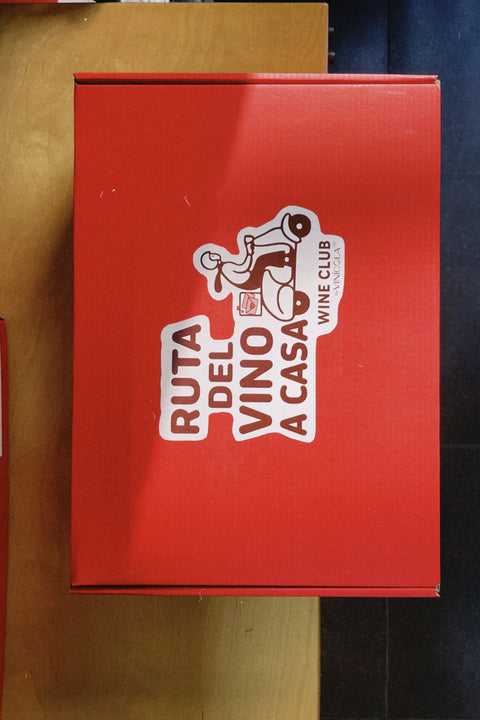 RUTA
DEL
VINO
A CASA
WINE CLUB
VINÍCOLA